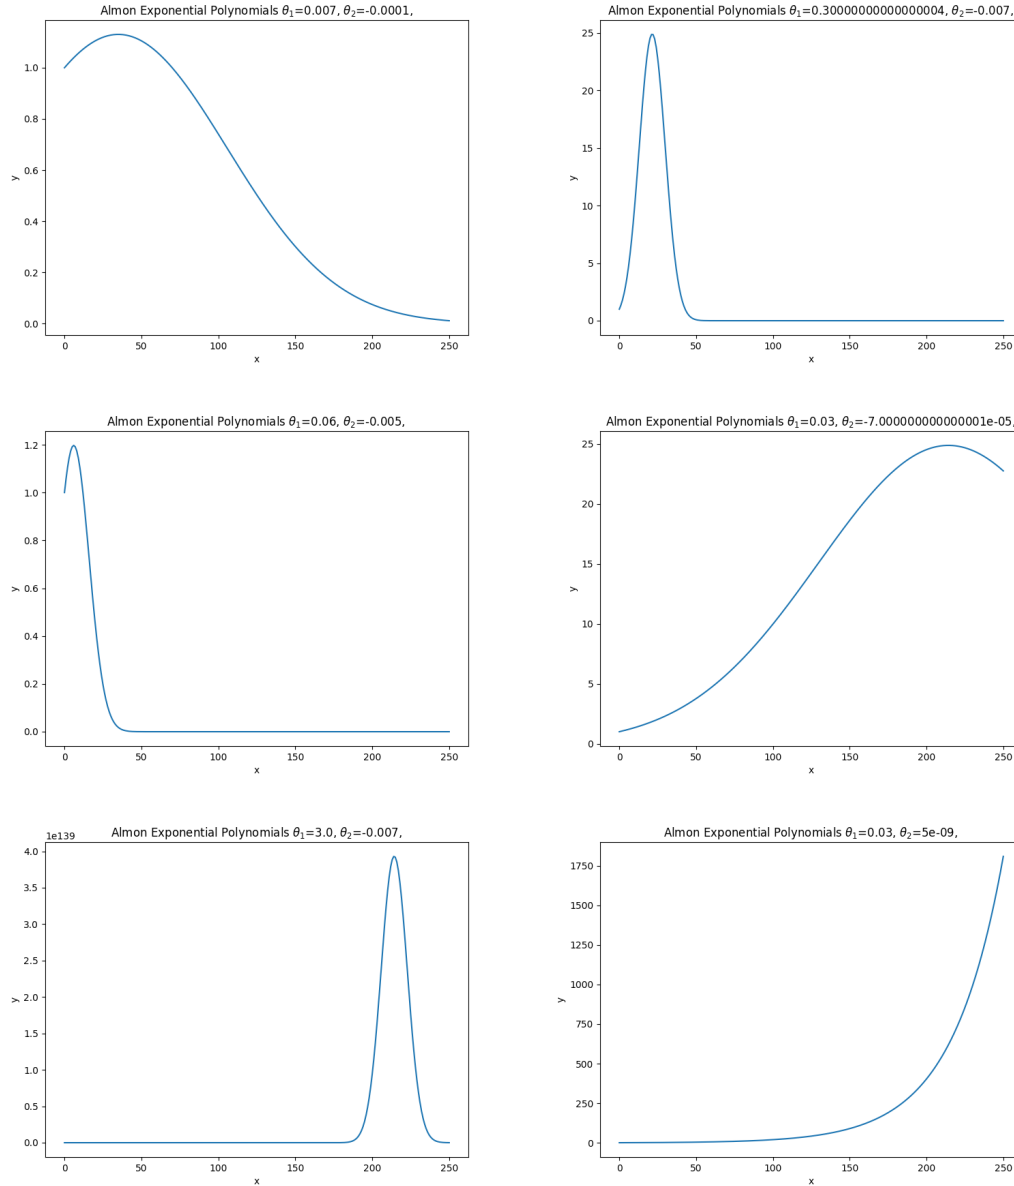 Almon Exponential Polynomials θ₁=0.007, θ₂=-0.0001,
1.0
0.8
0.6
0.4
0.2
0.0
y
0 50 100 150 200 250
x
Almon Exponential Polynomials θ₁=0.30000000000000004, θ₂=-0.007,
25
20
15
10
5
0
y
0 50 100 150 200 250
x
Almon Exponential Polynomials θ₁=0.06, θ₂=-0.005,
1.2
1.0
0.8
0.6
0.4
0.2
0.0
y
0 50 100 150 200 250
x
Almon Exponential Polynomials θ₁=0.03, θ₂=-7.000000000000001e-05,
25
20
15
10
5
0
y
0 50 100 150 200 250
x
Almon Exponential Polynomials θ₁=3.0, θ₂=-0.007,
1e139
4.0
3.5
3.0
2.5
2.0
1.5
1.0
0.5
0.0
y
0 50 100 150 200 250
x
Almon Exponential Polynomials θ₁=0.03, θ₂=5e-09,
1750
1500
1250
1000
750
500
250
0
y
0 50 100 150 200 250
x